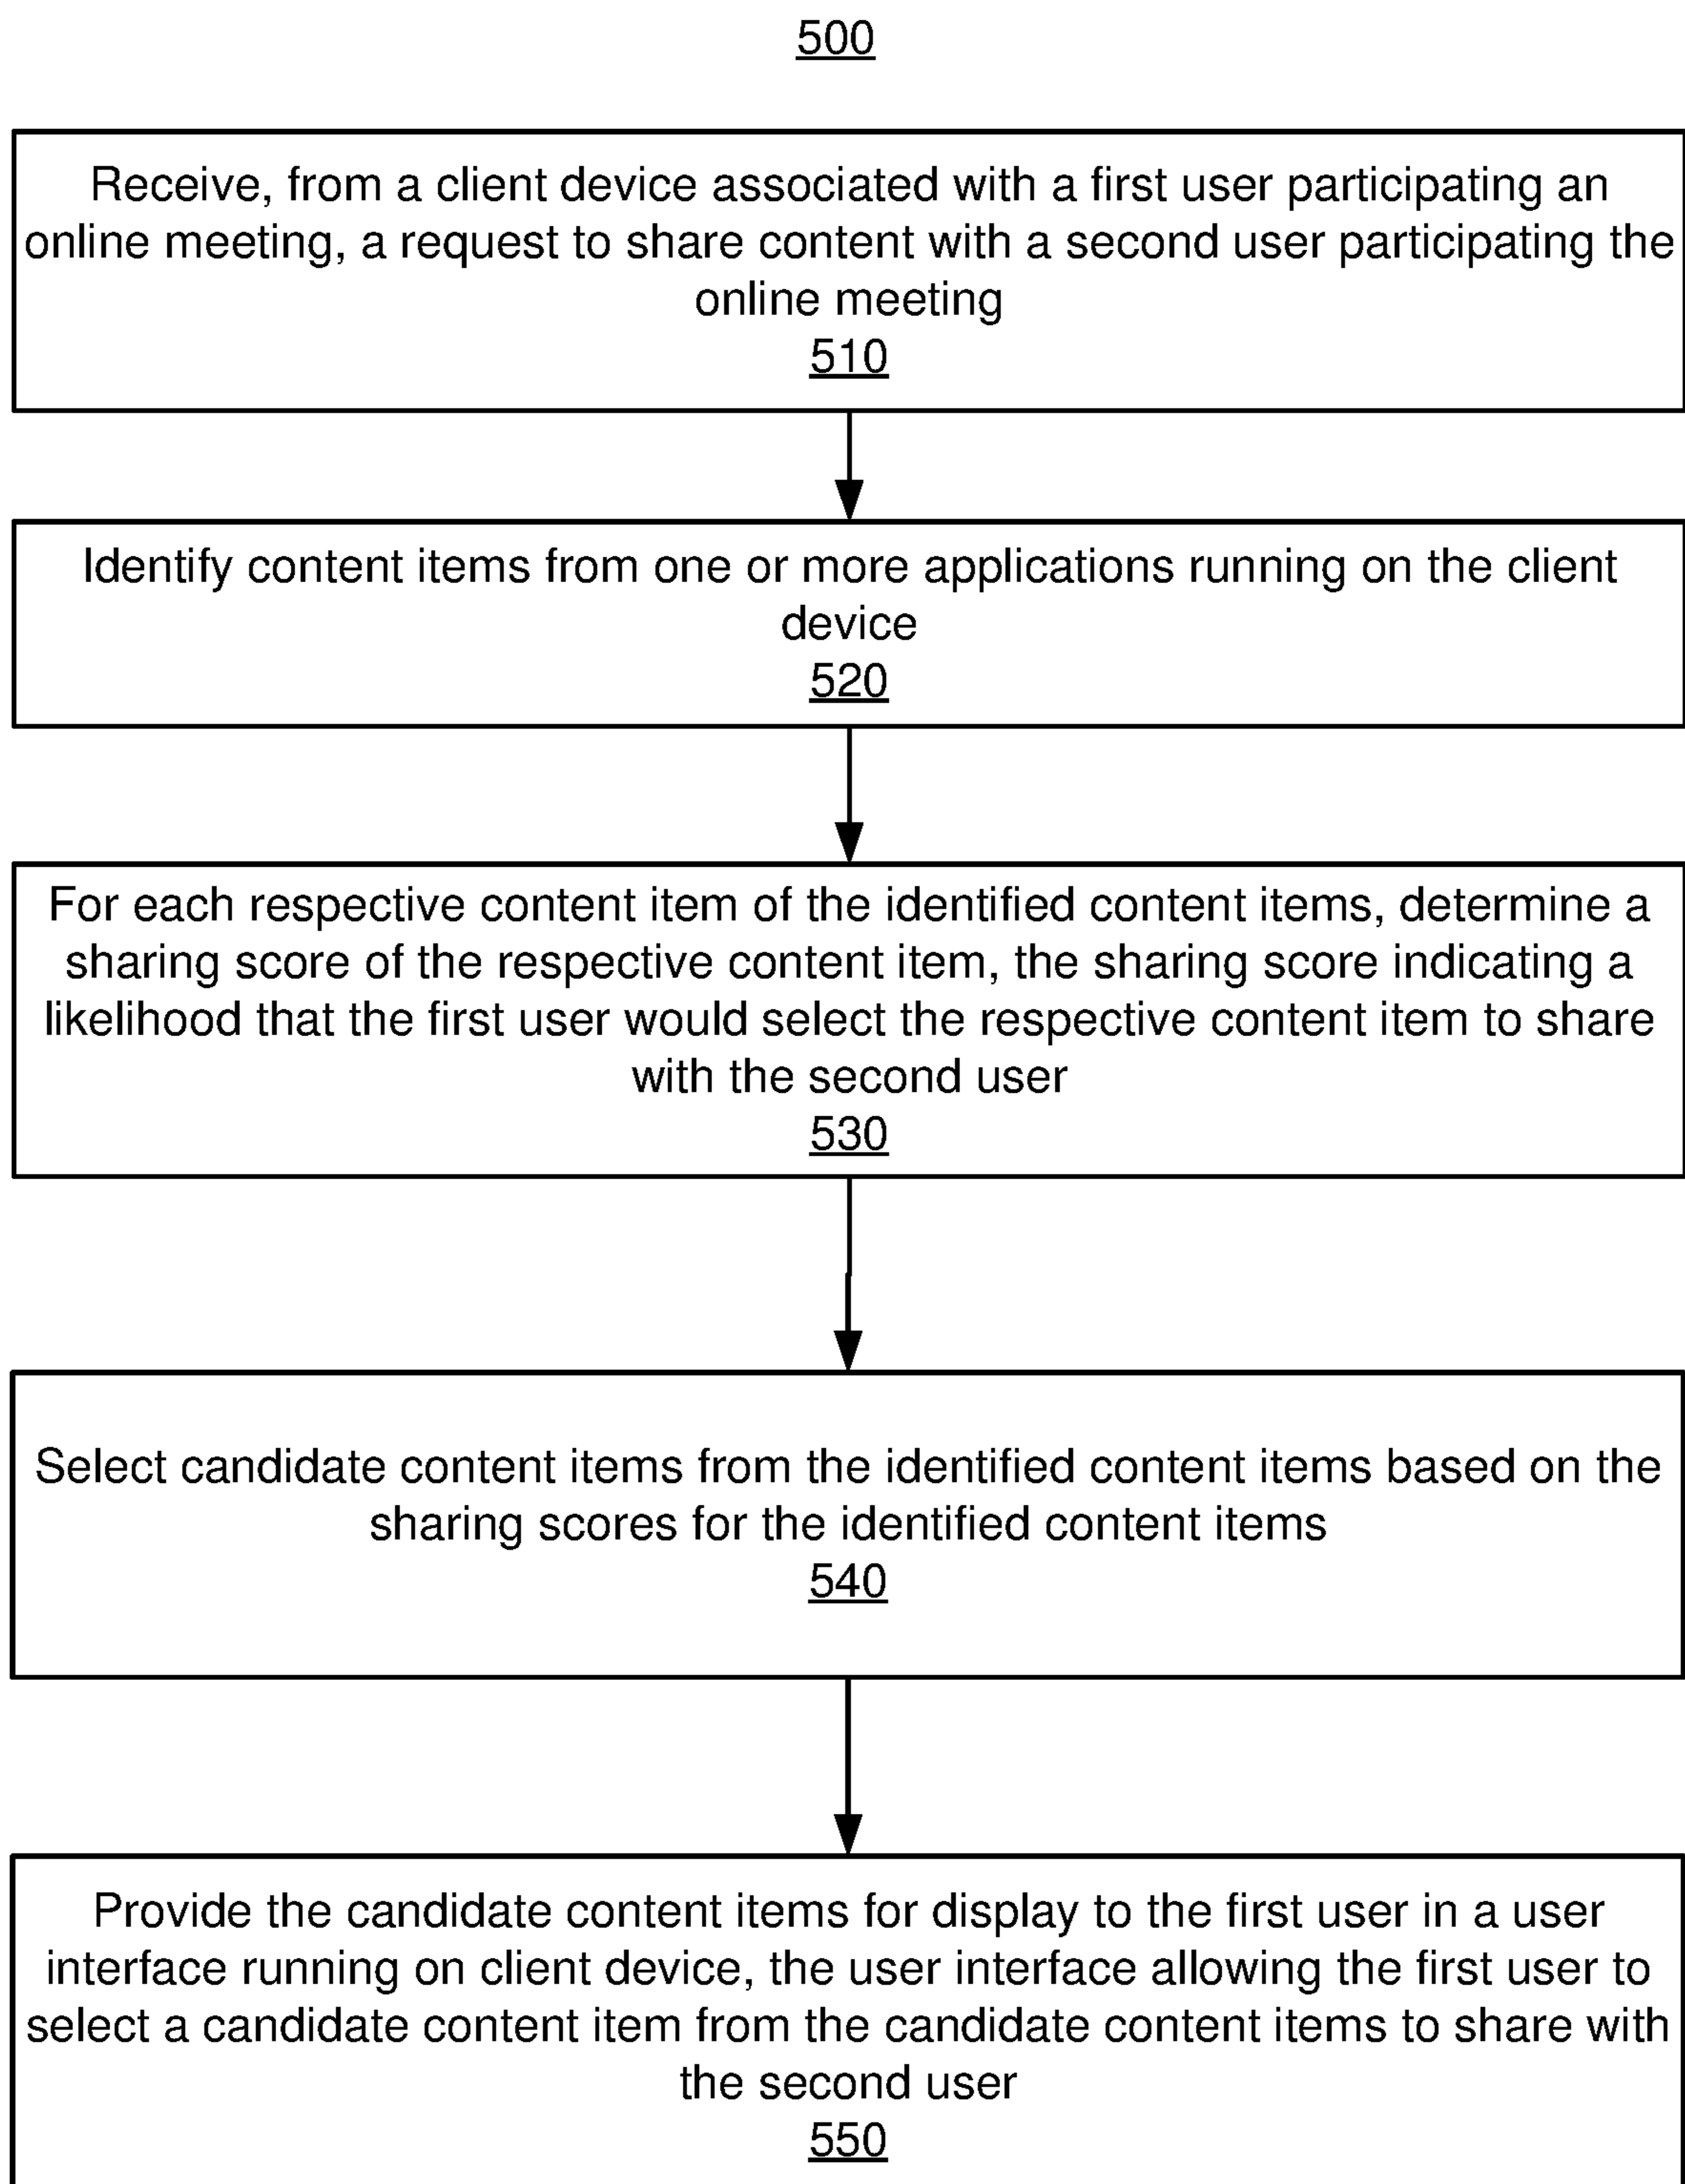 500
Receive, from a client device associated with a first user participating an
online meeting, a request to share content with a second user participating the
online meeting
510
Identify content items from one or more applications running on the client
device
520
For each respective content item of the identified content items, determine a
sharing score of the respective content item, the sharing score indicating a
likelihood that the first user would select the respective content item to share
with the second user
530
Select candidate content items from the identified content items based on the
sharing scores for the identified content items
540
Provide the candidate content items for display to the first user in a user
interface running on client device, the user interface allowing the first user to
select a candidate content item from the candidate content items to share with
the second user
550